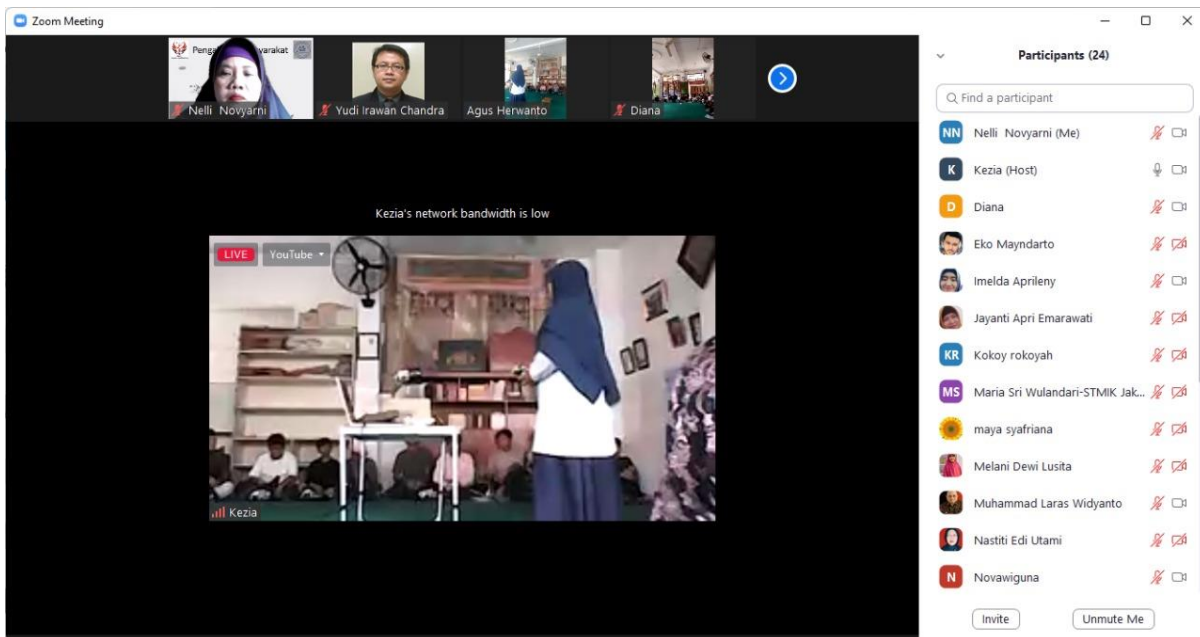 Zoom Meeting
Participants (24)
Find a participant
Nelli Novyarni
Yudi Irawan Chandra
Agus Herwanto
Diana
Kezia's network bandwidth is low
LIVE
YouTube
Kezia
NN Nelli Novyarni (Me)
K Kezia (Host)
D Diana
Eko Mayndarto
Imelda Aprileny
Jayanti Apri Emarawati
KR Kokoy rokoyah
MS Maria Sri Wulandari-STMIK Jak...
maya syafriana
Melani Dewi Lusita
Muhammad Laras Widyanto
Nastiti Edi Utami
N Novawiguna
Invite
Unmute Me